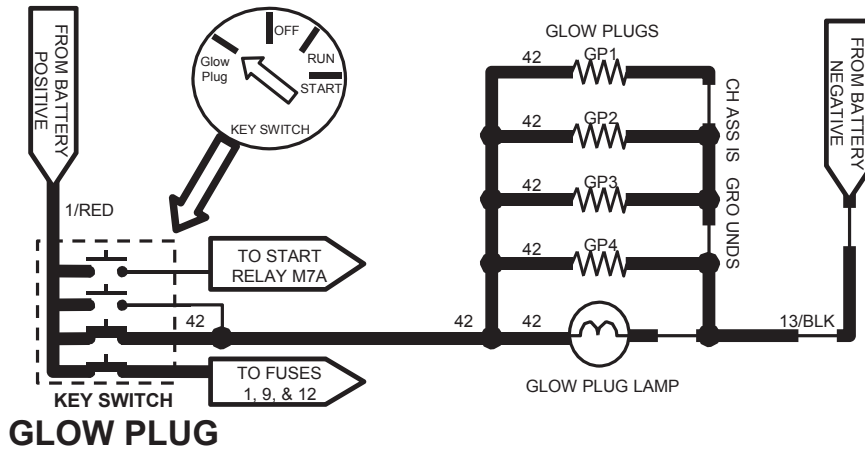 FROM BATTERY
POSITIVE
OFF
Glow
Plug
RUN
START
KEY SWITCH
GLOW PLUGS
42
GP1
42
GP2
42
GP3
42
GP4
CH ASS IS GRO UNDS
FROM BATTERY
NEGATIVE
1/RED
TO START
RELAY M7A
42
42
42
13/BLK
TO FUSES
1, 9, & 12
KEY SWITCH
GLOW PLUG LAMP
GLOW PLUG